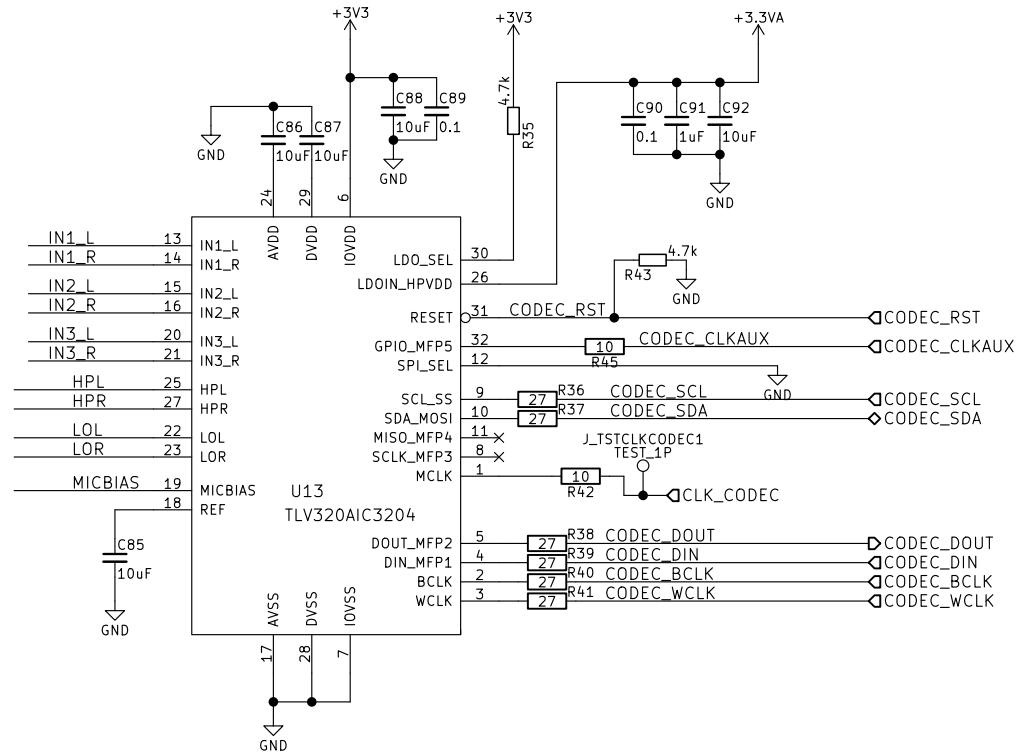 +3V3
+3V3
+3.3VA
C88
C89
10uF
0.1
4.7k
R35
C90
C91
C92
0.1
1uF
10uF
GND
C86
C87
10uF
10uF
GND
GND
24
29
6
AVDD
DVDD
IOVDD
IN1_L
13
IN1_L
IN1_R
14
IN1_R
IN2_L
15
IN2_L
IN2_R
16
IN2_R
IN3_L
20
IN3_L
IN3_R
21
IN3_R
HPL
25
HPL
HPR
27
HPR
LOL
22
LOL
LOR
23
LOR
MICBIAS
19
MICBIAS
18
REF
C85
10uF
GND
U13
TLV320AIC3204
LDO_SEL
30
LDOIN_HPVDD
26
4.7k
R43
GND
RESET
31
CODEC_RST
CODEC_RST
GPIO_MFP5
32
10
R45
CODEC_CLKAUX
CODEC_CLKAUX
SPI_SEL
12
GND
SCL_SS
9
27
R36
CODEC_SCL
CODEC_SCL
SDA_MOSI
10
27
R37
CODEC_SDA
CODEC_SDA
MISO_MFP4
11
SCLK_MFP3
8
J_TSTCLKCODEC1
TEST_1P
MCLK
1
10
R42
CLK_CODEC
DOUT_MFP2
5
27
R38
CODEC_DOUT
CODEC_DOUT
DIN_MFP1
4
27
R39
CODEC_DIN
CODEC_DIN
BCLK
2
27
R40
CODEC_BCLK
CODEC_BCLK
WCLK
3
27
R41
CODEC_WCLK
CODEC_WCLK
AVSS
DVSS
IOVSS
17
28
7
GND